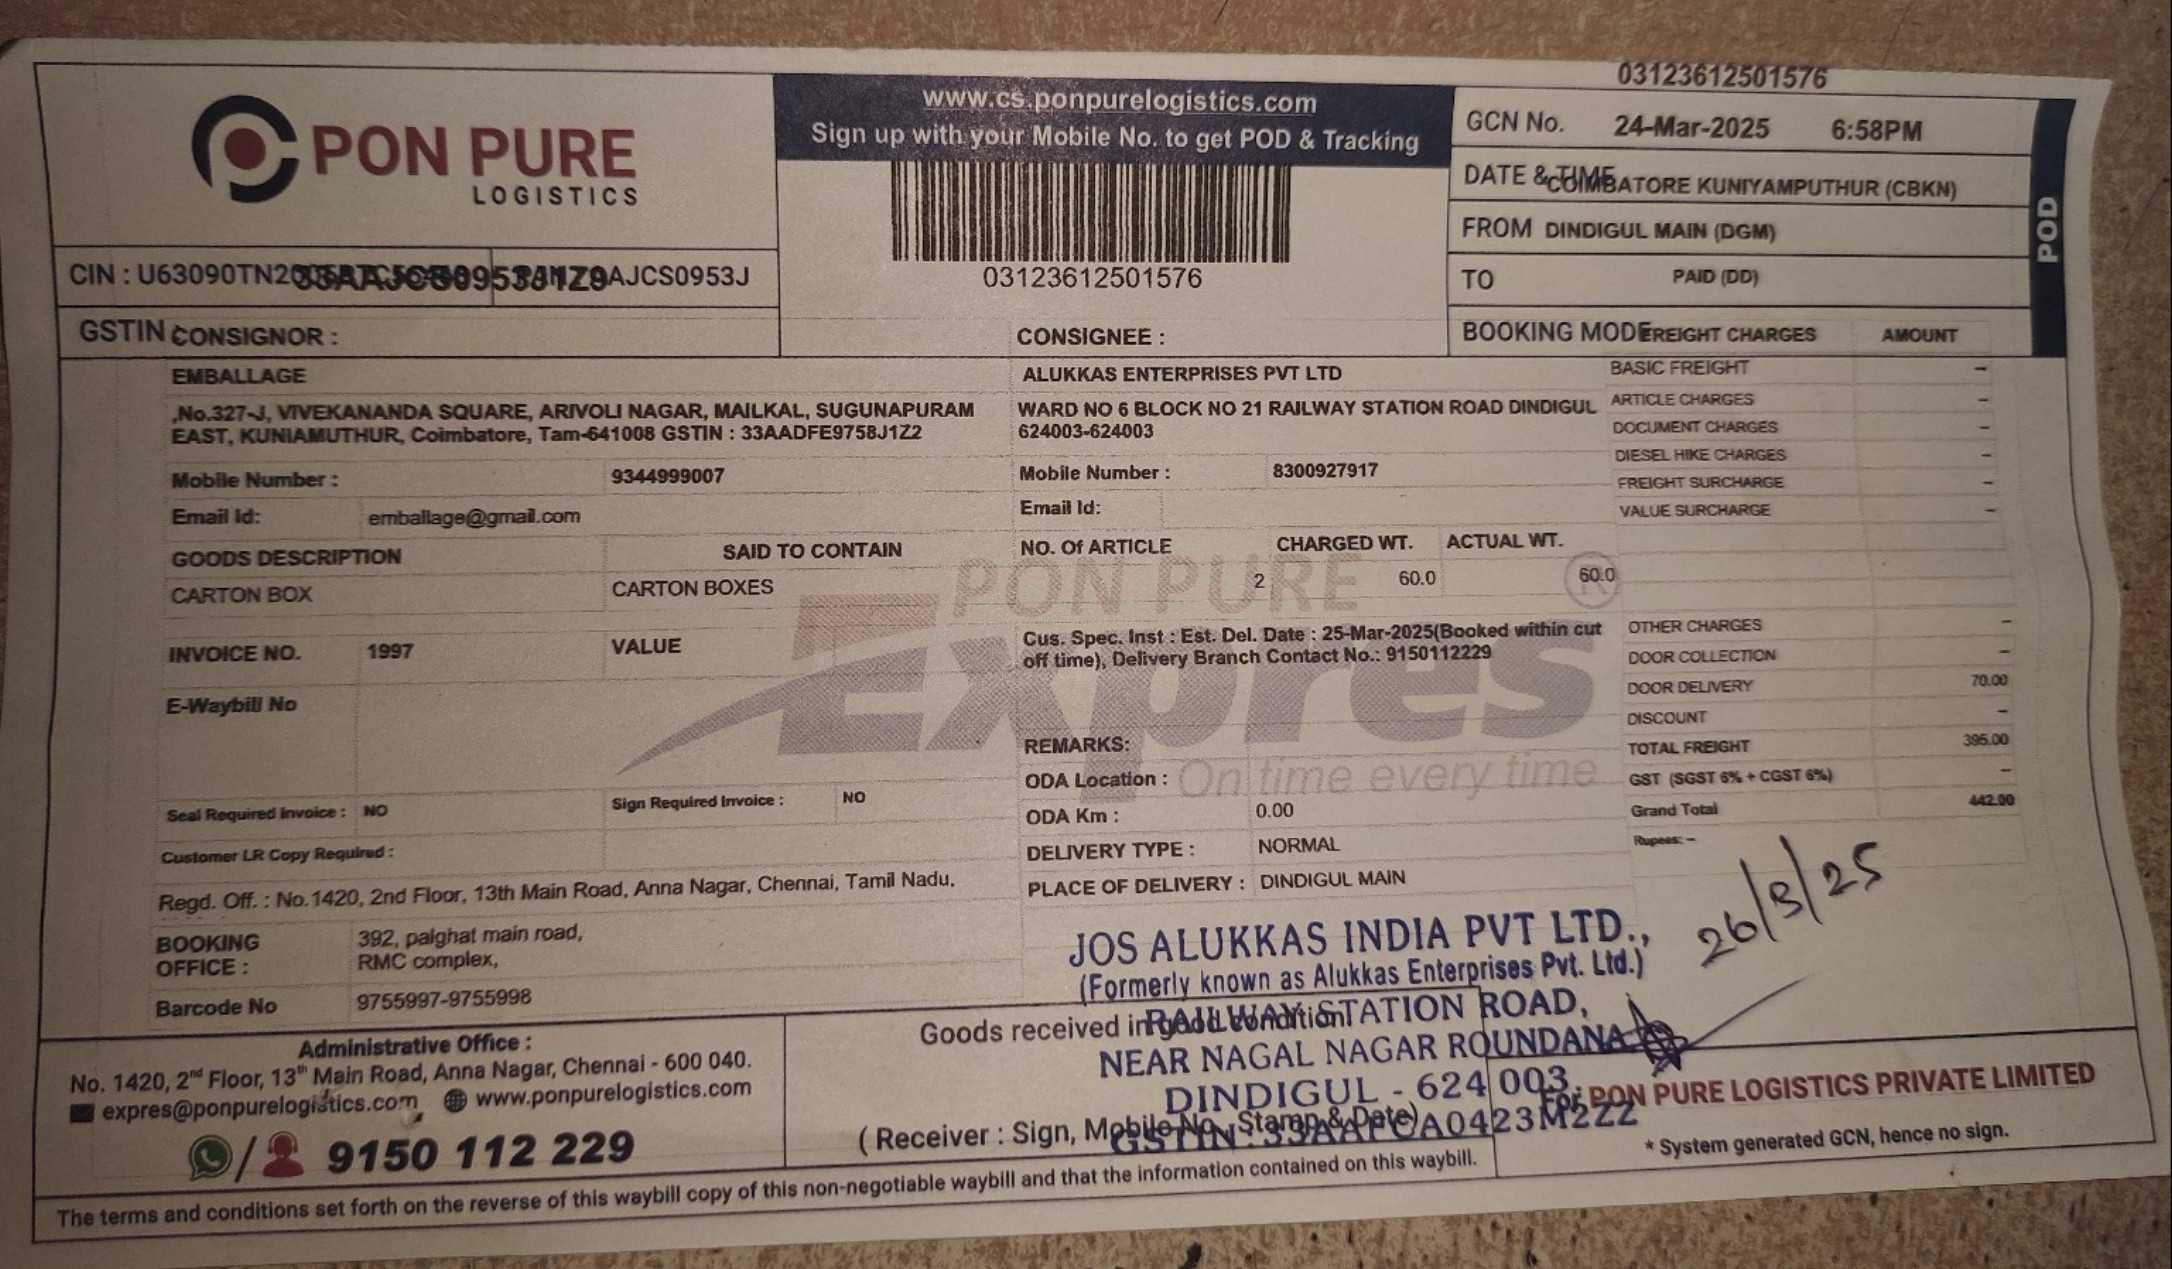 PON PURE
LOGISTICS
www.cs.ponpurelogistics.com
Sign up with your Mobile No. to get POD & Tracking
03123612501576
03123612501576
GCN No. 24-Mar-2025 6:58PM
DATE & TIME COIMBATORE KUNIYAMPUTHUR (CBKN)
FROM DINDIGUL MAIN (DGM)
TO PAID (DD)
BOOKING MODE FREIGHT CHARGES AMOUNT
POD
CIN : AAJCS0953J
GSTIN CONSIGNOR :
EMBALLAGE
,No.327-J, VIVEKANANDA SQUARE, ARIVOLI NAGAR, MAILKAL, SUGUNAPURAM
EAST, KUNIAMUTHUR, Coimbatore, Tam-641008 GSTIN : 33AADFE9758J1Z2
Mobile Number : 9344999007
Email Id: emballage@gmail.com
CONSIGNEE :
ALUKKAS ENTERPRISES PVT LTD
WARD NO 6 BLOCK NO 21 RAILWAY STATION ROAD DINDIGUL
624003-624003
Mobile Number : 8300927917
Email Id:
BASIC FREIGHT -
ARTICLE CHARGES -
DOCUMENT CHARGES -
DIESEL HIKE CHARGES -
FREIGHT SURCHARGE -
VALUE SURCHARGE -
GOODS DESCRIPTION SAID TO CONTAIN NO. Of ARTICLE CHARGED WT. ACTUAL WT.
CARTON BOX CARTON BOXES 2 60.0 60.0
PON PURE
Expres
On time every time
INVOICE NO. 1997 VALUE
E-Waybill No
Cus. Spec. Inst : Est. Del. Date : 25-Mar-2025(Booked within cut
off time), Delivery Branch Contact No.: 9150112229
OTHER CHARGES -
DOOR COLLECTION -
DOOR DELIVERY 70.00
DISCOUNT -
TOTAL FREIGHT 395.00
GST (SGST 6% + CGST 6%) -
Grand Total 442.00
Rupees: -
REMARKS:
ODA Location :
ODA Km : 0.00
DELIVERY TYPE : NORMAL
PLACE OF DELIVERY : DINDIGUL MAIN
Seal Required Invoice : NO Sign Required Invoice : NO
Customer LR Copy Required :
Regd. Off. : No.1420, 2nd Floor, 13th Main Road, Anna Nagar, Chennai, Tamil Nadu.
BOOKING 392, palghat main road,
OFFICE : RMC complex,
Barcode No 9755997-9755998
26/3/25
JOS ALUKKAS INDIA PVT LTD.,
(Formerly known as Alukkas Enterprises Pvt. Ltd.)
RAILWAY STATION ROAD,
NEAR NAGAL NAGAR ROUNDANA
DINDIGUL - 624 003.
GSTIN : A0423M2ZZ
Goods received in good condition
(Receiver : Sign, Mobile No., Stamp & Date)
Administrative Office :
No. 1420, 2nd Floor, 13th Main Road, Anna Nagar, Chennai - 600 040.
expres@ponpurelogistics.com www.ponpurelogistics.com
/ 9150 112 229
For PON PURE LOGISTICS PRIVATE LIMITED
* System generated GCN, hence no sign.
The terms and conditions set forth on the reverse of this waybill copy of this non-negotiable waybill and that the information contained on this waybill.